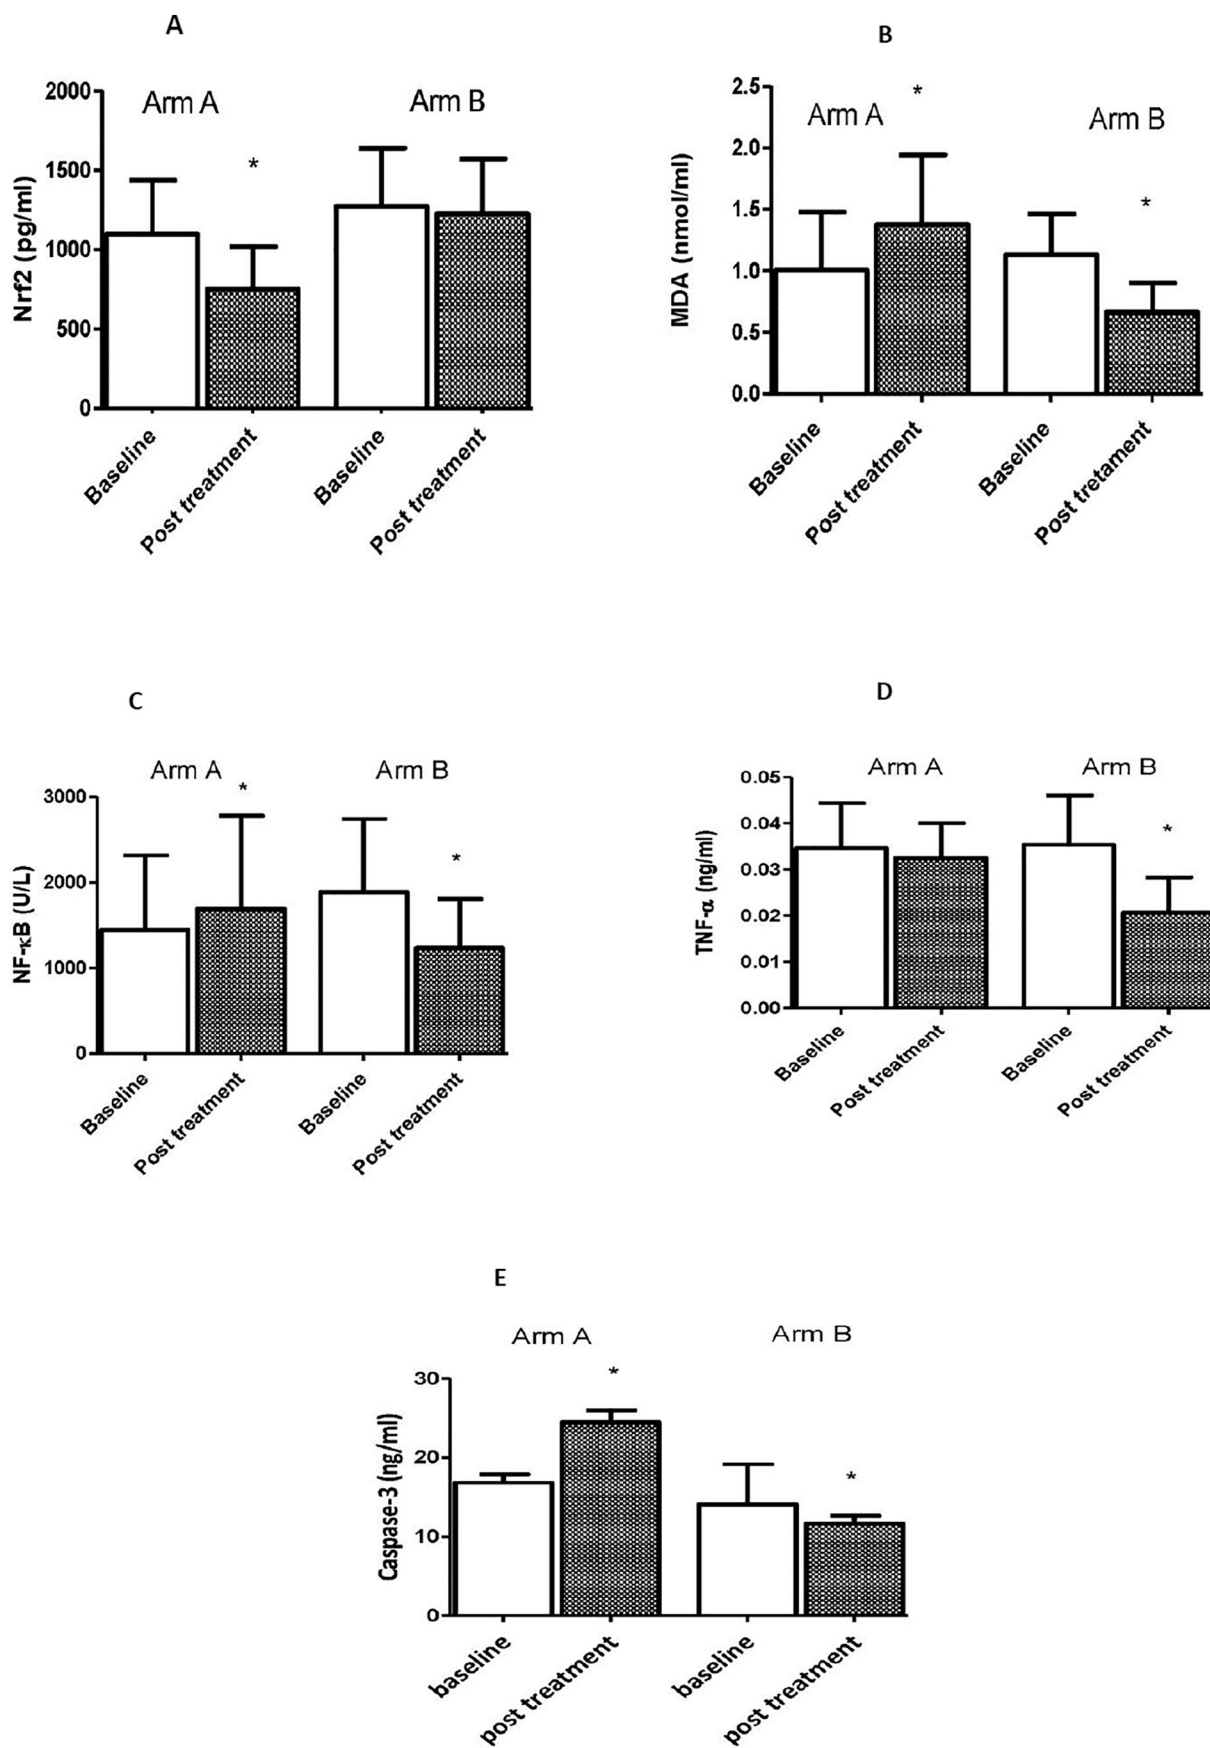 A
Arm A
Arm B
*
2000
1500
1000
500
0
Nrf2 (pg/ml)
Baseline
Post treatment
Baseline
Post treatment
B
Arm A
*
Arm B
*
2.5
2.0
1.5
1.0
0.5
0.0
MDA (nmol/ml)
Baseline
Post treatment
Baseline
Post tretament
C
Arm A
*
Arm B
*
3000
2000
1000
0
NF-κB (U/L)
Baseline
Post treatment
Baseline
Post treatment
D
Arm A
Arm B
*
0.05
0.04
0.03
0.02
0.01
0.00
TNF-α (ng/ml)
Baseline
Post treatment
Baseline
Post treatment
E
Arm A
*
Arm B
*
30
20
10
0
Caspase-3 (ng/ml)
baseline
post treatment
baseline
post treatment